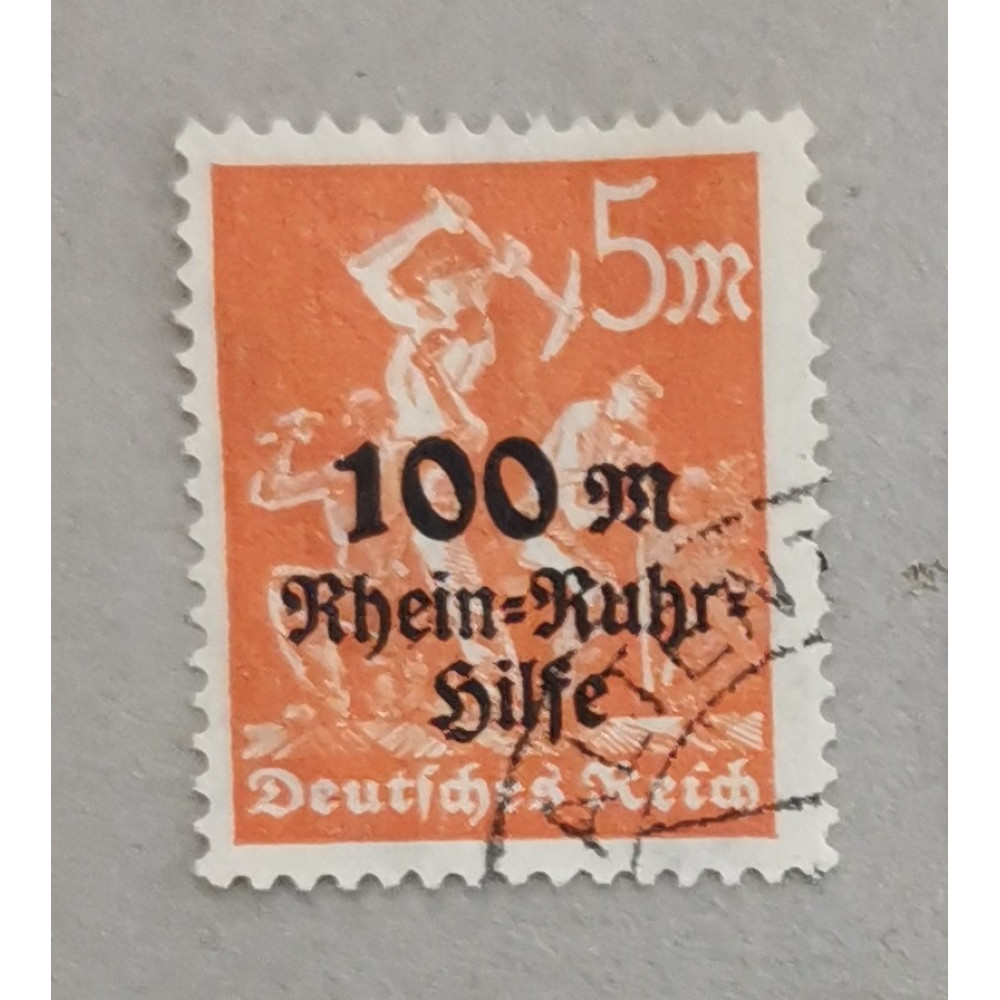 5 M
100 M
Rhein-Ruhr-
Hilfe
Deutsches Reich